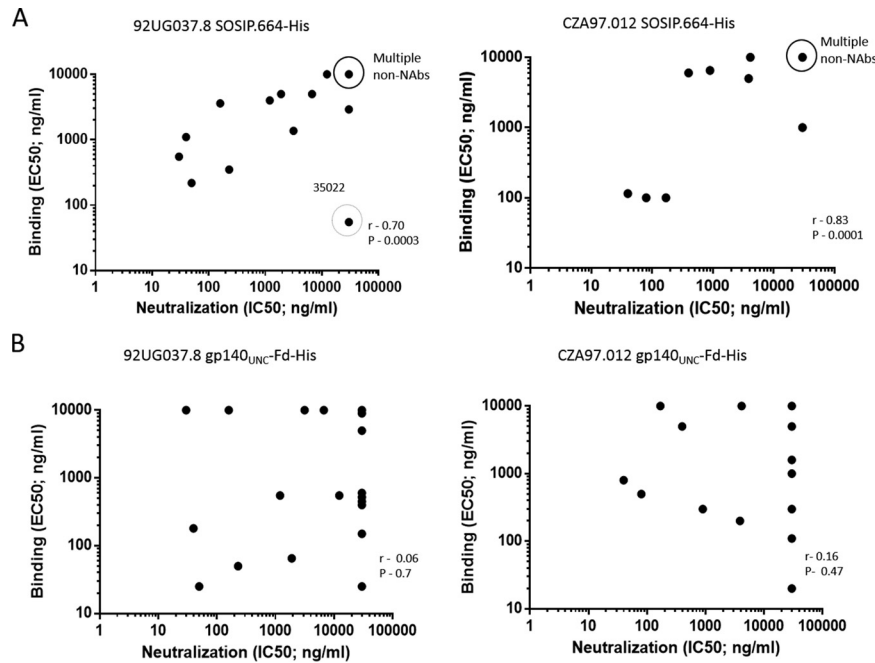 A
92UG037.8 SOSIP.664-His
Binding (EC50; ng/ml)
10000
1000
100
10
Multiple
non-NAbs
35022
r - 0.70
P - 0.0003
1
10
100
1000
10000
100000
Neutralization (IC50; ng/ml)
CZA97.012 SOSIP.664-His
Binding (EC50; ng/ml)
10000
1000
100
10
Multiple
non-NAbs
r - 0.83
P - 0.0001
1
10
100
1000
10000
100000
Neutralization (IC50; ng/ml)
B
92UG037.8 gp140UNC-Fd-His
Binding (EC50; ng/ml)
10000
1000
100
10
r - 0.06
P - 0.7
1
10
100
1000
10000
100000
Neutralization (IC50; ng/ml)
CZA97.012 gp140UNC-Fd-His
Binding (EC50; ng/ml)
10000
1000
100
10
r - 0.16
P- 0.47
1
10
100
1000
10000
100000
Neutralization (IC50; ng/ml)